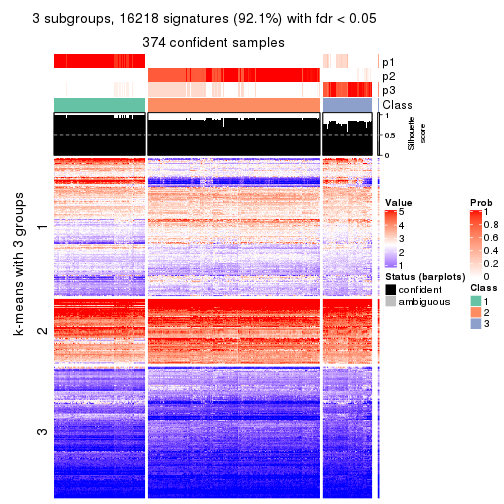 3 subgroups, 16218 signatures (92.1%) with fdr < 0.05
374 confident samples
p1
p2
p3
Class
1
0.5
0
Silhouette
score
k-means with 3 groups
1
2
3
Value
5
4
3
2
1
Status (barplots)
confident
ambiguous
Prob
1
0.8
0.6
0.4
0.2
0
Class
1
2
3